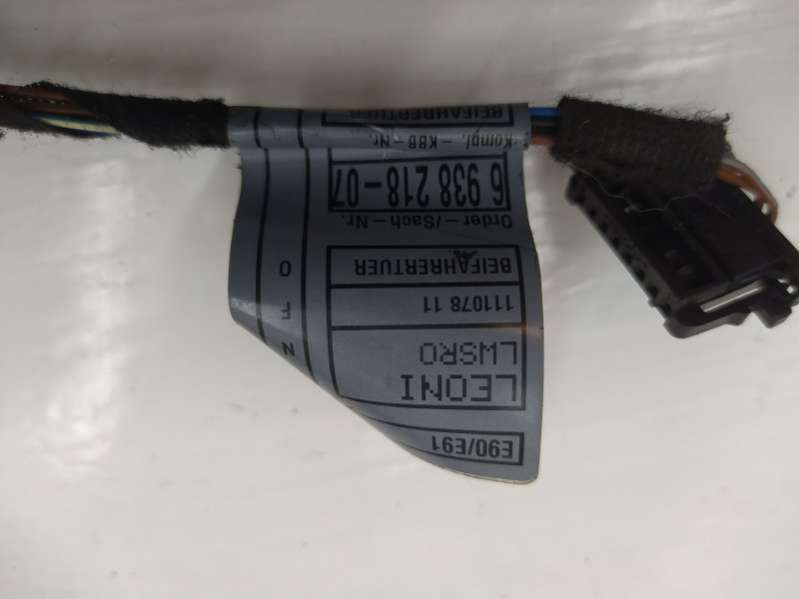 E90/E91
LEONI
LWSRO
111078 11
BEIFAHRERTUER
Order-/Sach-Nr.
6 938 218-07
Kompl.-KBB-Nr.
BEIFAHRERTUER
N
F
O